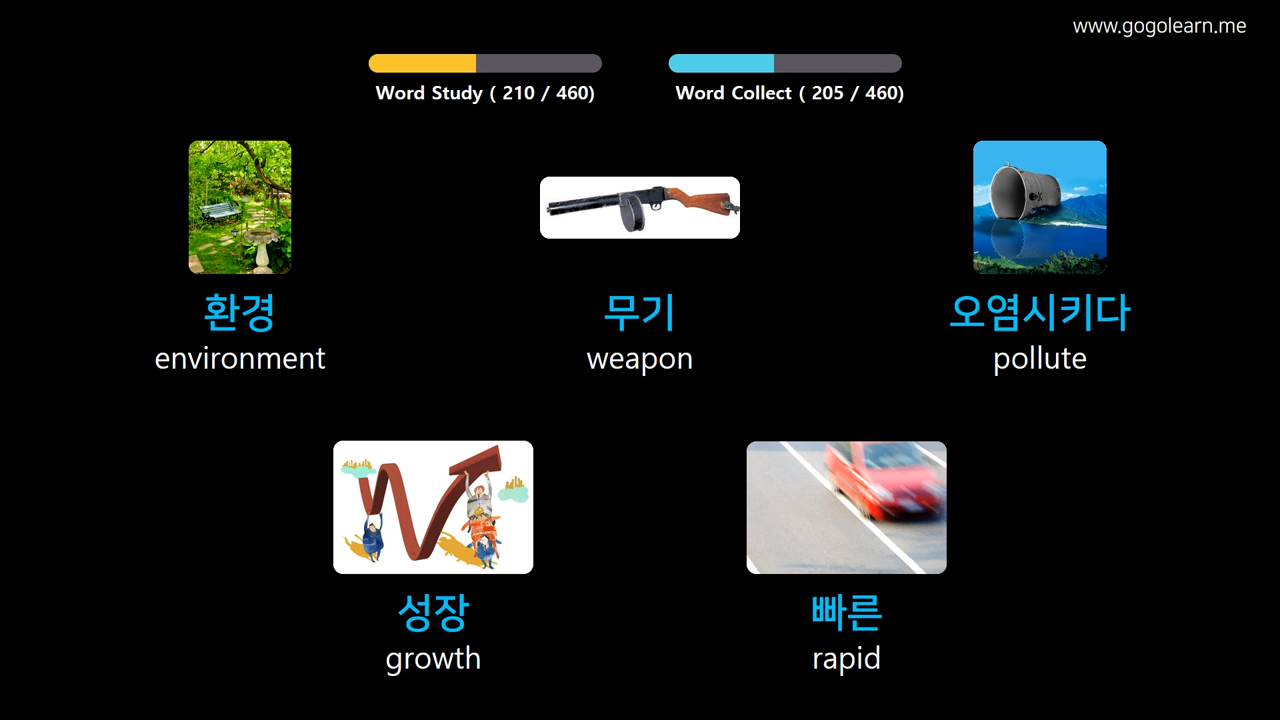 www.gogolearn.me
Word Study ( 210 / 460)
Word Collect ( 205 / 460)
환경
environment
무기
weapon
오염시키다
pollute
성장
growth
빠른
rapid